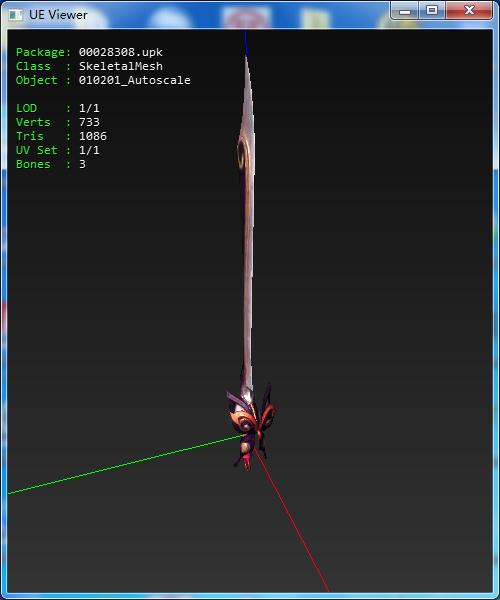 UE Viewer
Package: 00028308.upk
Class : SkeletalMesh
Object : 010201_Autoscale
LOD : 1/1
Verts : 733
Tris : 1086
UV Set : 1/1
Bones : 3